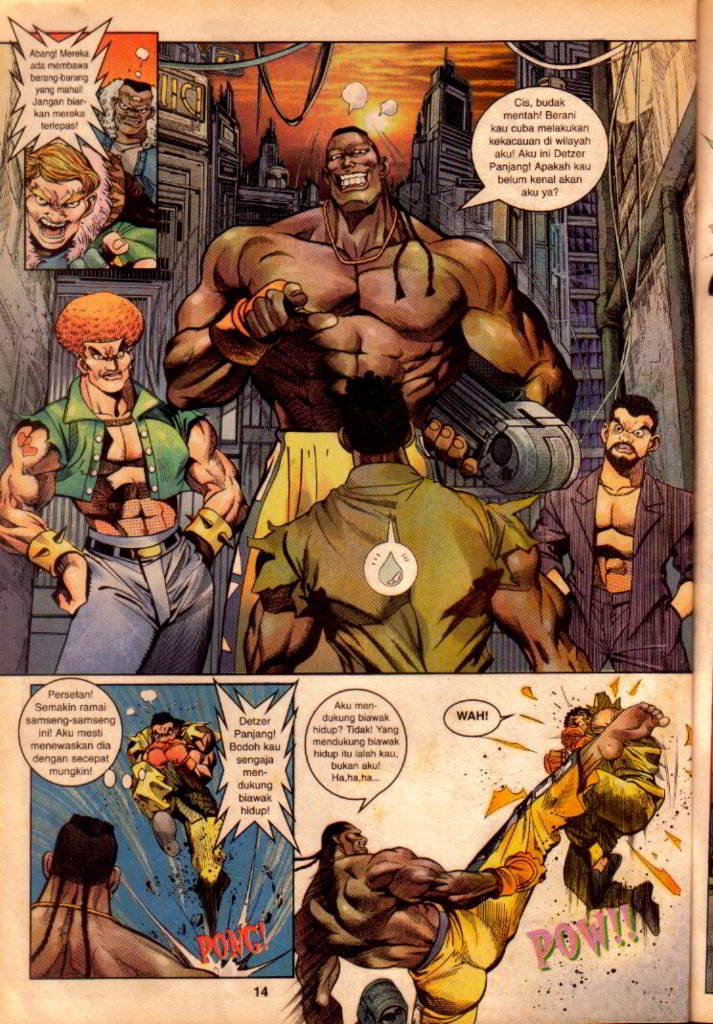 Abang! Mereka
ada membawa
barang-barang
yang mahal!
Jangan biar-
kan mereka
terlepas!
Cis, budak
mentah! Berani
kau cuba melakukan
kekacauan di wilayah
aku! Aku ini Detzer
Panjang! Apakah kau
belum kenal akan
aku ya?
Persetan!
Semakin ramai
samseng-samseng
ini! Aku mesti
menewaskan dia
dengan secepat
mungkin!
Detzer
Panjang!
Bodoh kau
sengaja
men-
dukung
biawak
hidup!
PONG!
Aku men-
dukung biawak
hidup? Tidak! Yang
mendukung biawak
itu ialah kau,
bukan aku!
Ha,ha,ha...
WAH!
POW!!
14